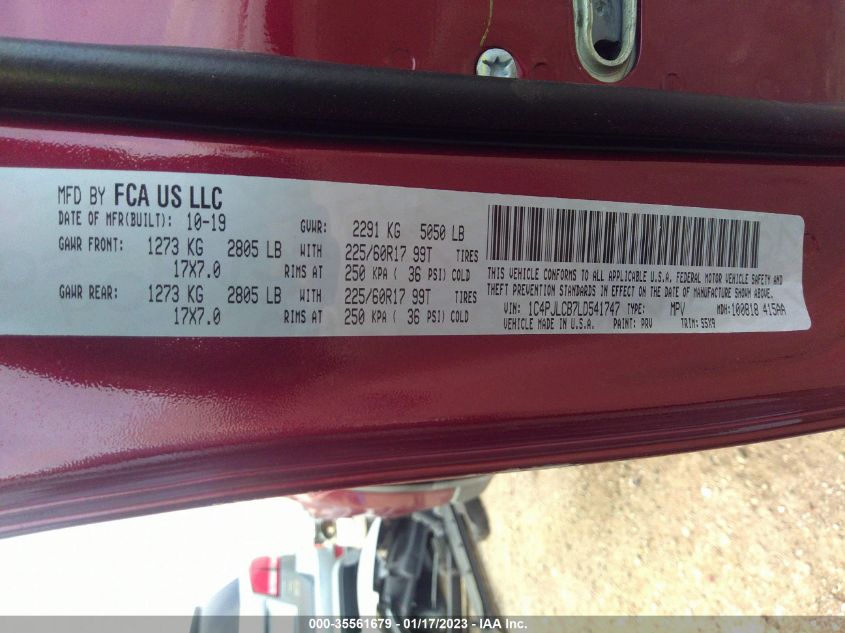 MFD BY FCA US LLC
DATE OF MFR(BUILT): 10-19 GVWR: 2291 KG 5050 LB
GAWR FRONT: 1273 KG 2805 LB WITH 225/60R17 99T TIRES
17X7.0 RIMS AT 250 KPA ( 36 PSI) COLD
GAWR REAR: 1273 KG 2805 LB WITH 225/60R17 99T TIRES
17X7.0 RIMS AT 250 KPA ( 36 PSI) COLD
THIS VEHICLE CONFORMS TO ALL APPLICABLE U.S.A. FEDERAL MOTOR VEHICLE SAFETY AND
THEFT PREVENTION STANDARDS IN EFFECT ON THE DATE OF MANUFACTURE SHOWN ABOVE.
VIN: 1C4PJLCB7LD541747 TYPE: MPV MDH: 100818 415AA
VEHICLE MADE IN U.S.A. PAINT: PRV TRIM: S5X9
000-35561679 - 01/17/2023 - IAA Inc.